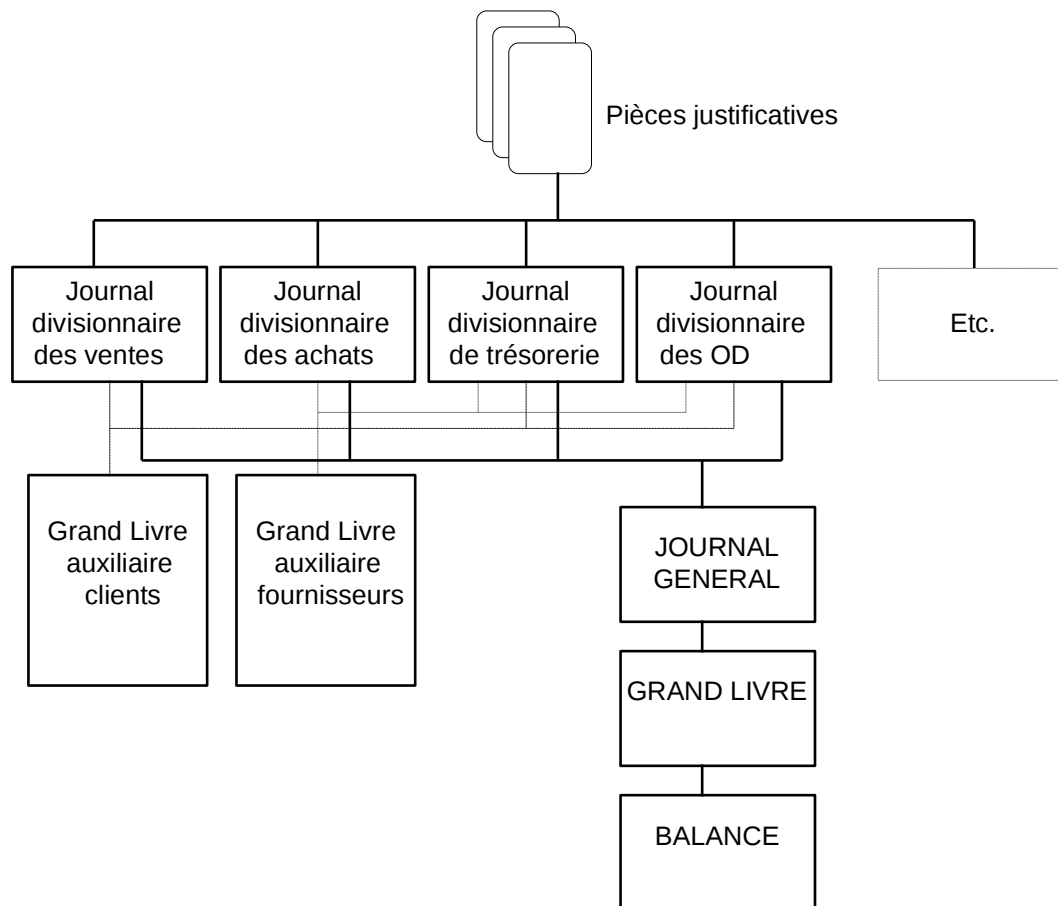 Pièces justificatives
Journal
divisionnaire
des ventes
Journal
divisionnaire
des achats
Journal
divisionnaire
de trésorerie
Journal
divisionnaire
des OD
Etc.
Grand Livre
auxiliaire
clients
Grand Livre
auxiliaire
fournisseurs
JOURNAL
GENERAL
GRAND LIVRE
BALANCE